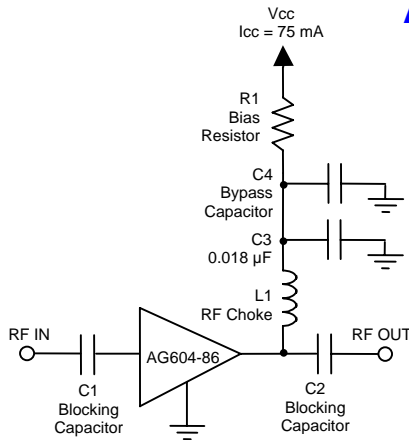 Vcc
Icc = 75 mA
R1
Bias
Resistor
C4
Bypass
Capacitor
C3
0.018 µF
L1
RF Choke
RF IN
AG604-86
RF OUT
C1
Blocking
Capacitor
C2
Blocking
Capacitor